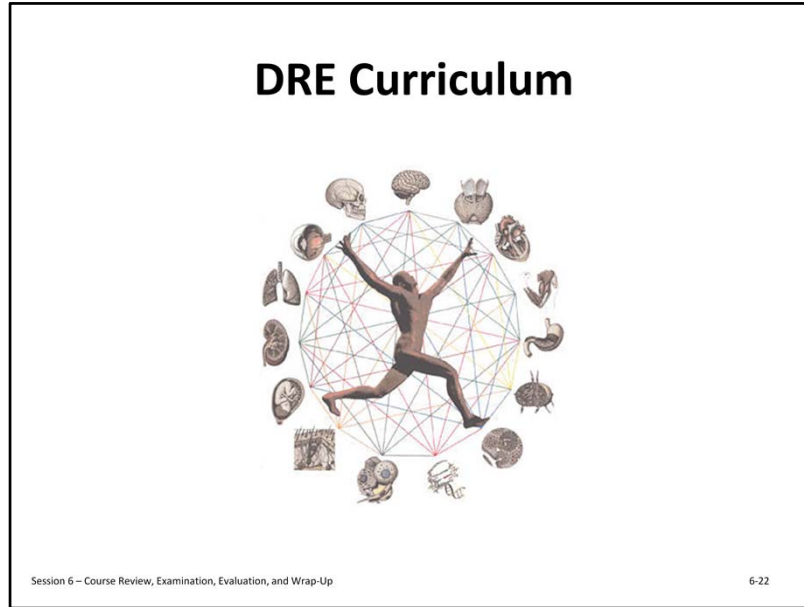 DRE Curriculum
Session 6 – Course Review, Examination, Evaluation, and Wrap-Up
6-22